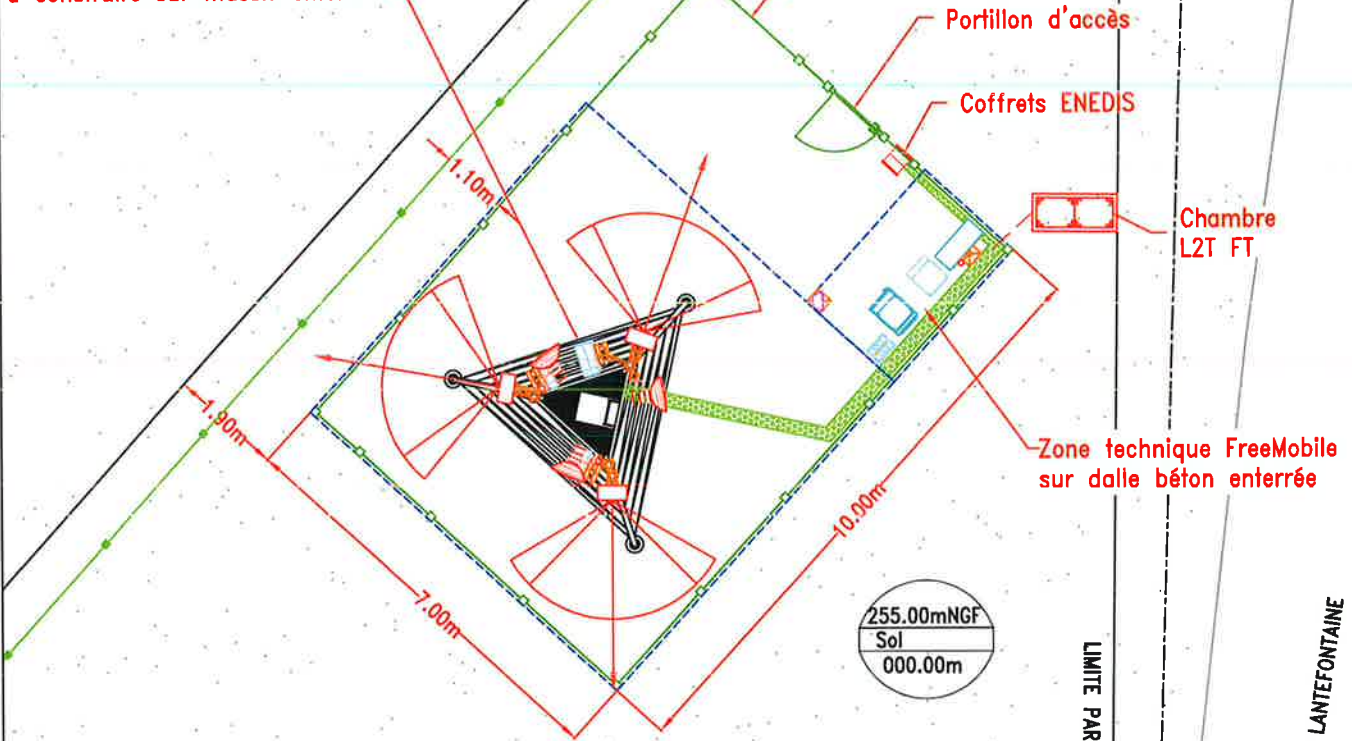 Portillon d'accès
Coffrets ENEDIS
1.10m
Chambre
L2T FT
1.90m
Zone technique FreeMobile
sur dalle béton enterrée
10.00m
7.00m
255.00mNGF
Sol
000.00m
LIMITE PAR
LANTEFONTAINE